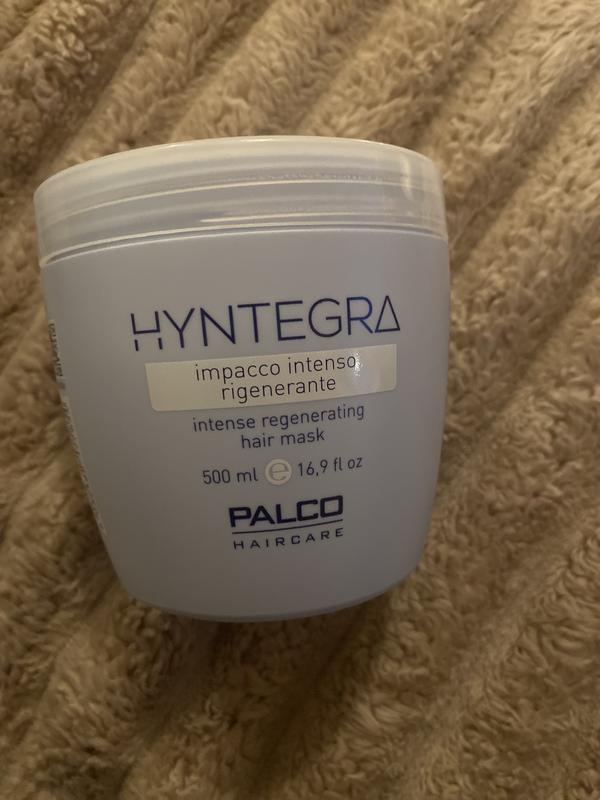 HYNTEGRA
impacco intenso
rigenerante
intense regenerating
hair mask
500 ml e 16,9 fl oz
PALCO
HAIRCARE